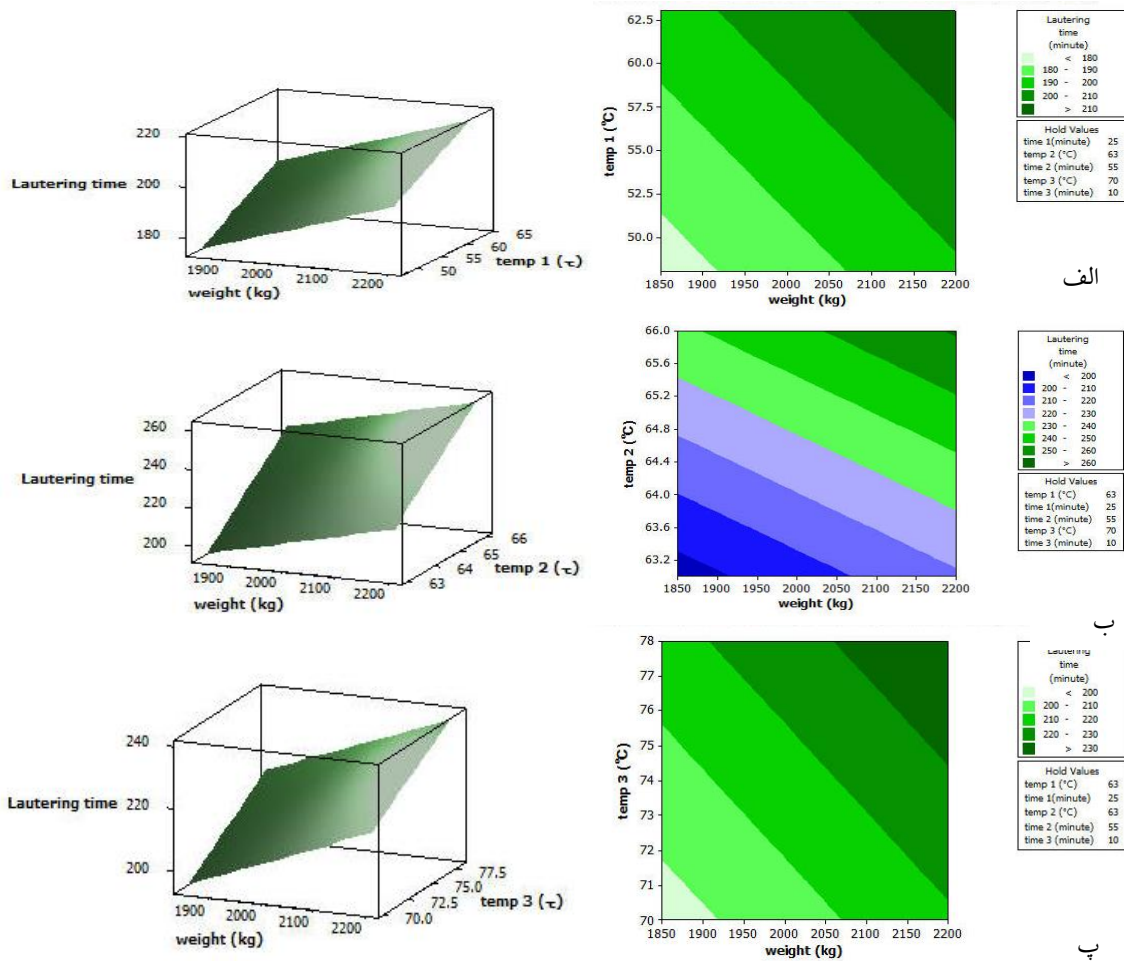 220
200
180
Lautering time
1900
2000
2100
2200
weight (kg)
50
55
60
65
temp 1 (τ)
62.5
60.0
57.5
55.0
52.5
50.0
temp 1 (°C)
1850 1900 1950 2000 2050 2100 2150 2200
weight (kg)
Lautering
time
(minute)
< 180
180 - 190
190 - 200
200 - 210
> 210
Hold Values
time 1(minute) 25
temp 2 (°C) 63
time 2 (minute) 55
temp 3 (°C) 70
time 3 (minute) 10
الف
260
240
220
200
Lautering time
1900
2000
2100
2200
weight (kg)
63
64
65
66
temp 2 (τ)
66.0
65.6
65.2
64.8
64.4
64.0
63.6
63.2
temp 2 (°C)
1850 1900 1950 2000 2050 2100 2150 2200
weight (kg)
Lautering
time
(minute)
< 200
200 - 210
210 - 220
220 - 230
230 - 240
240 - 250
250 - 260
> 260
Hold Values
temp 1 (°C) 63
time 1(minute) 25
time 2 (minute) 55
temp 3 (°C) 70
time 3 (minute) 10
ب
240
220
200
Lautering time
1900
2000
2100
2200
weight (kg)
70.0
72.5
75.0
77.5
temp 3 (τ)
78
77
76
75
74
73
72
71
70
temp 3 (°C)
1850 1900 1950 2000 2050 2100 2150 2200
weight (kg)
Lautering
time
(minute)
< 200
200 - 210
210 - 220
220 - 230
> 230
Hold Values
temp 1 (°C) 63
time 1(minute) 25
temp 2 (°C) 63
time 2 (minute) 55
time 3 (minute) 10
پ